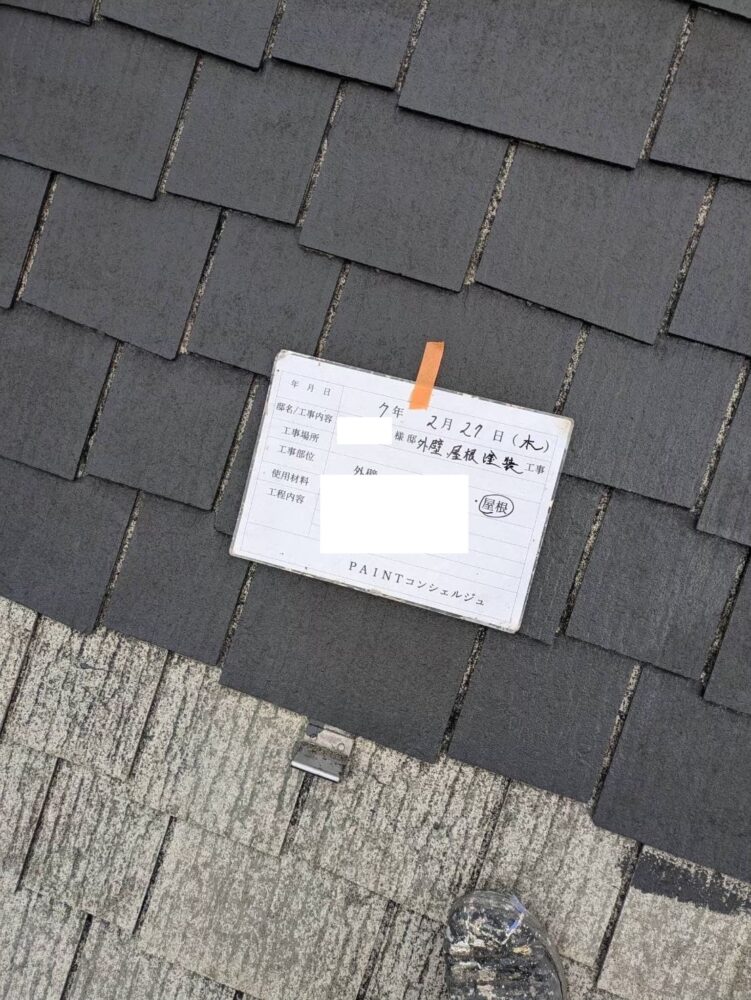 年 月 日 7年 2月 27日(木)
邸名/工事内容 様邸 外壁屋根塗装 工事
工事場所
工事部位 外壁 ・屋根
使用材料
工程内容
PAINTコンシェルジュ